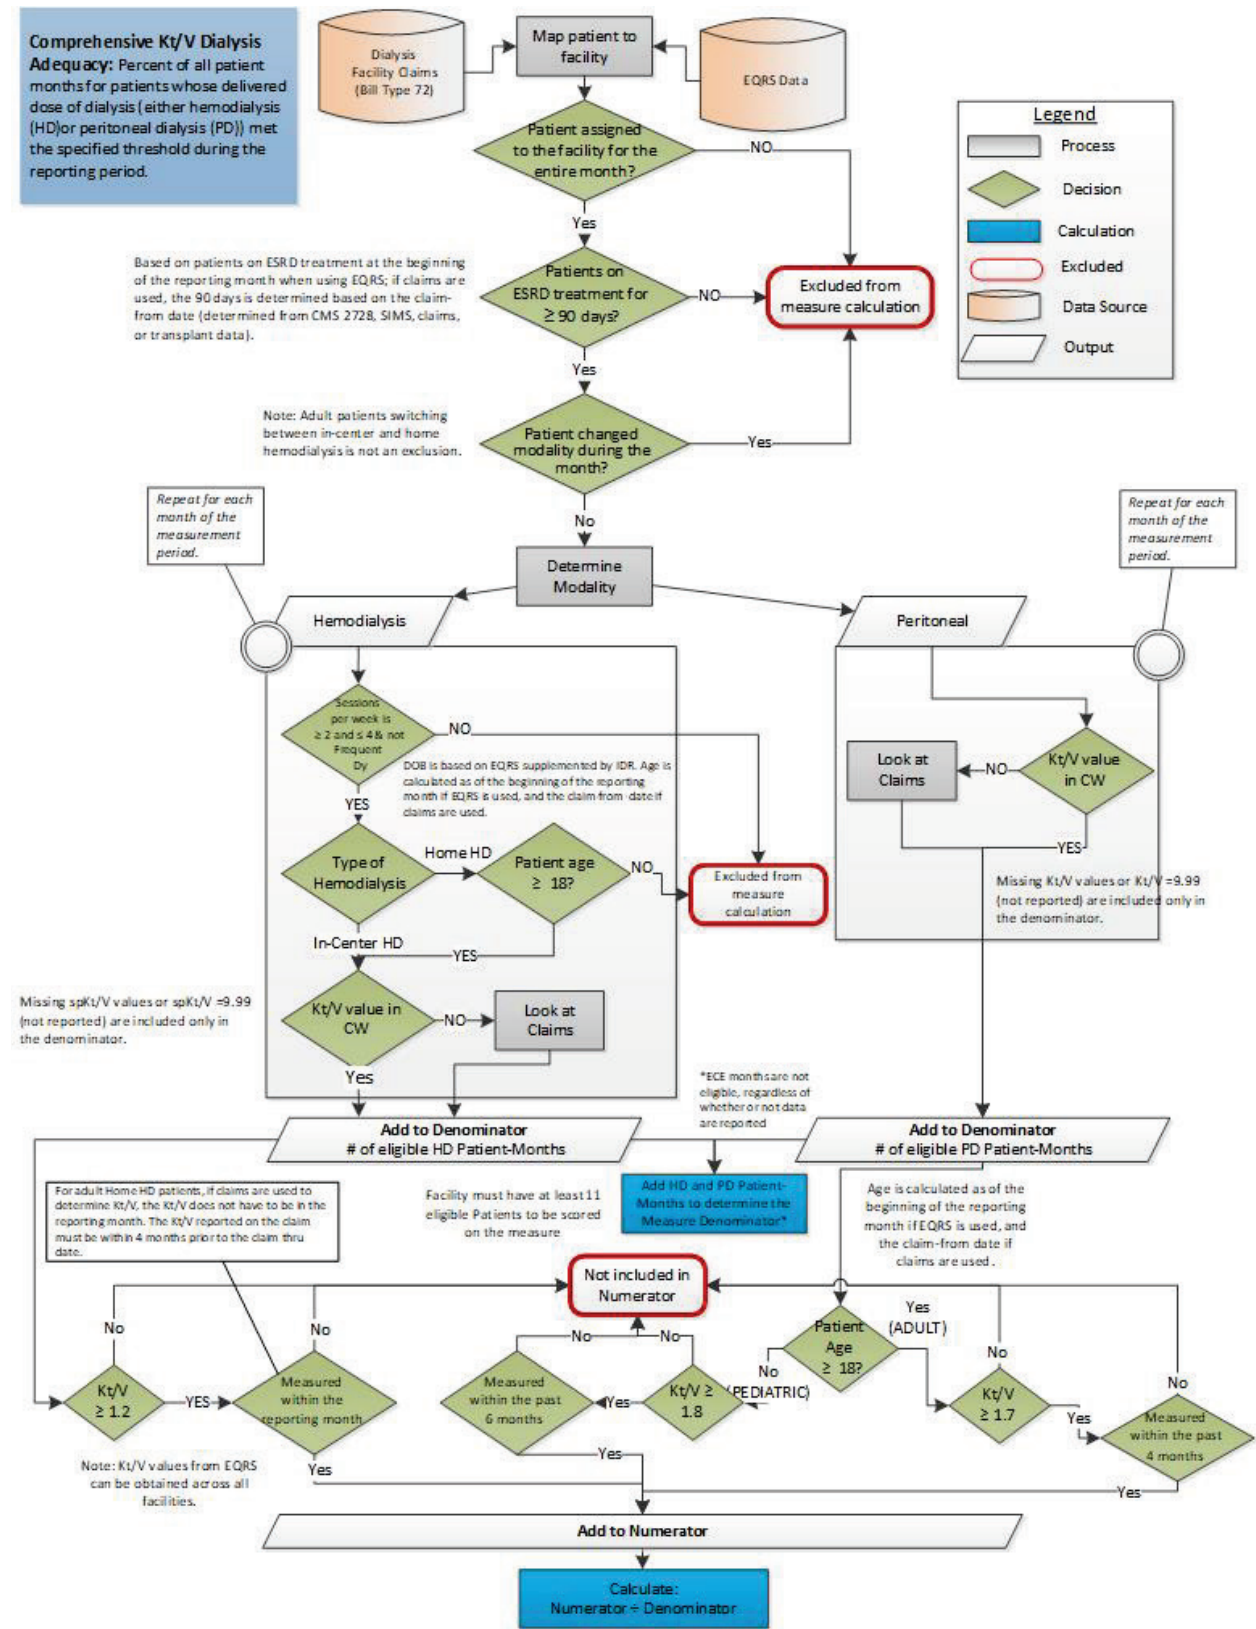 Comprehensive Kt/V Dialysis
Adequacy: Percent of all patient
months for patients whose delivered
dose of dialysis (either hemodialysis
(HD)or peritoneal dialysis (PD)) met
the specified threshold during the
reporting period.
Dialysis
Facility Claims
(Bill Type 72)
Map patient to
facility
EQRS Data
Legend
Process
Decision
Calculation
Excluded
Data Source
Output
Patient assigned
to the facility for the
entire month?
NO
Yes
Based on patients on ESRD treatment at the beginning
of the reporting month when using EQRS; if claims are
used, the 90 days is determined based on the claim-
from date (determined from CMS 2728, SIMS, claims,
or transplant data).
Patients on
ESRD treatment for
≥ 90 days?
NO
Excluded from
measure calculation
Yes
Note: Adult patients switching
between in-center and home
hemodialysis is not an exclusion.
Patient changed
modality during the
month?
Yes
No
Repeat for each
month of the
measurement
period.
Determine
Modality
Repeat for each
month of the
measurement
period.
Hemodialysis
Peritoneal
Sessions
per week is
≥ 2 and ≤ 4 & not
Frequent
Dy
NO
DOB is based on EQRS supplemented by IDR. Age is
calculated as of the beginning of the reporting
month if EQRS is used, and the claim-from-date if
claims are used.
YES
Look at
Claims
NO
Kt/V value
in CW
YES
Type of
Hemodialysis
Home HD
Patient age
≥ 18?
NO
Excluded from
measure
calculation
Missing Kt/V values or Kt/V =9.99
(not reported) are included only in
the denominator.
In-Center HD
YES
Missing spKt/V values or spKt/V =9.99
(not reported) are included only in
the denominator.
Kt/V value in
CW
NO
Look at
Claims
Yes
*ECE months are not
eligible, regardless of
whether or not data
are reported
Add to Denominator
# of eligible HD Patient-Months
Add to Denominator
# of eligible PD Patient-Months
For adult Home HD patients, if claims are used to
determine Kt/V, the Kt/V does not have to be in the
reporting month. The Kt/V reported on the claim
must be within 4 months prior to the claim thru
date.
Facility must have at least 11
eligible Patients to be scored
on the measure
Add HD and PD Patient-
Months to determine the
Measure Denominator*
Age is calculated as of the
beginning of the reporting
month if EQRS is used, and
the claim-from date if
claims are used .
Not included in
Numerator
No
No
No
No
Patient
Age
≥ 18?
Yes
(ADULT)
No
(PEDIATRIC)
No
No
Kt/V
≥ 1.2
YES
Measured
within the
reporting month
Measured
within the past
6 months
Yes
Kt/V ≥
1.8
Kt/V
≥ 1.7
Yes
Measured
within the past
4 months
Note: Kt/V values from EQRS
can be obtained across all
facilities.
Yes
Yes
Yes
Add to Numerator
Calculate:
Numerator ÷ Denominator